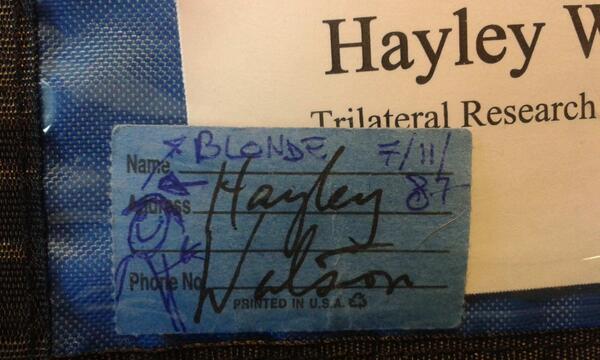 Hayley W
Trilateral Research
BLONDE 7/11/
Name 87
Address Hayley
Phone No Watson
PRINTED IN U.S.A.